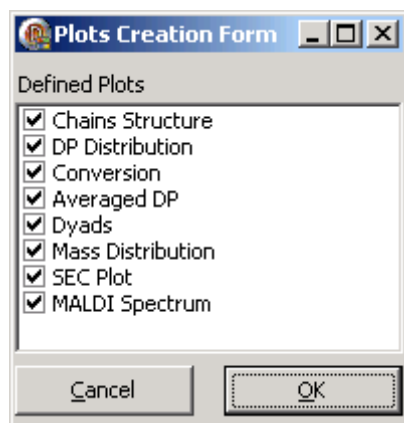 Plots Creation Form
Defined Plots
Chains Structure
DP Distribution
Conversion
Averaged DP
Dyads
Mass Distribution
SEC Plot
MALDI Spectrum
Cancel OK